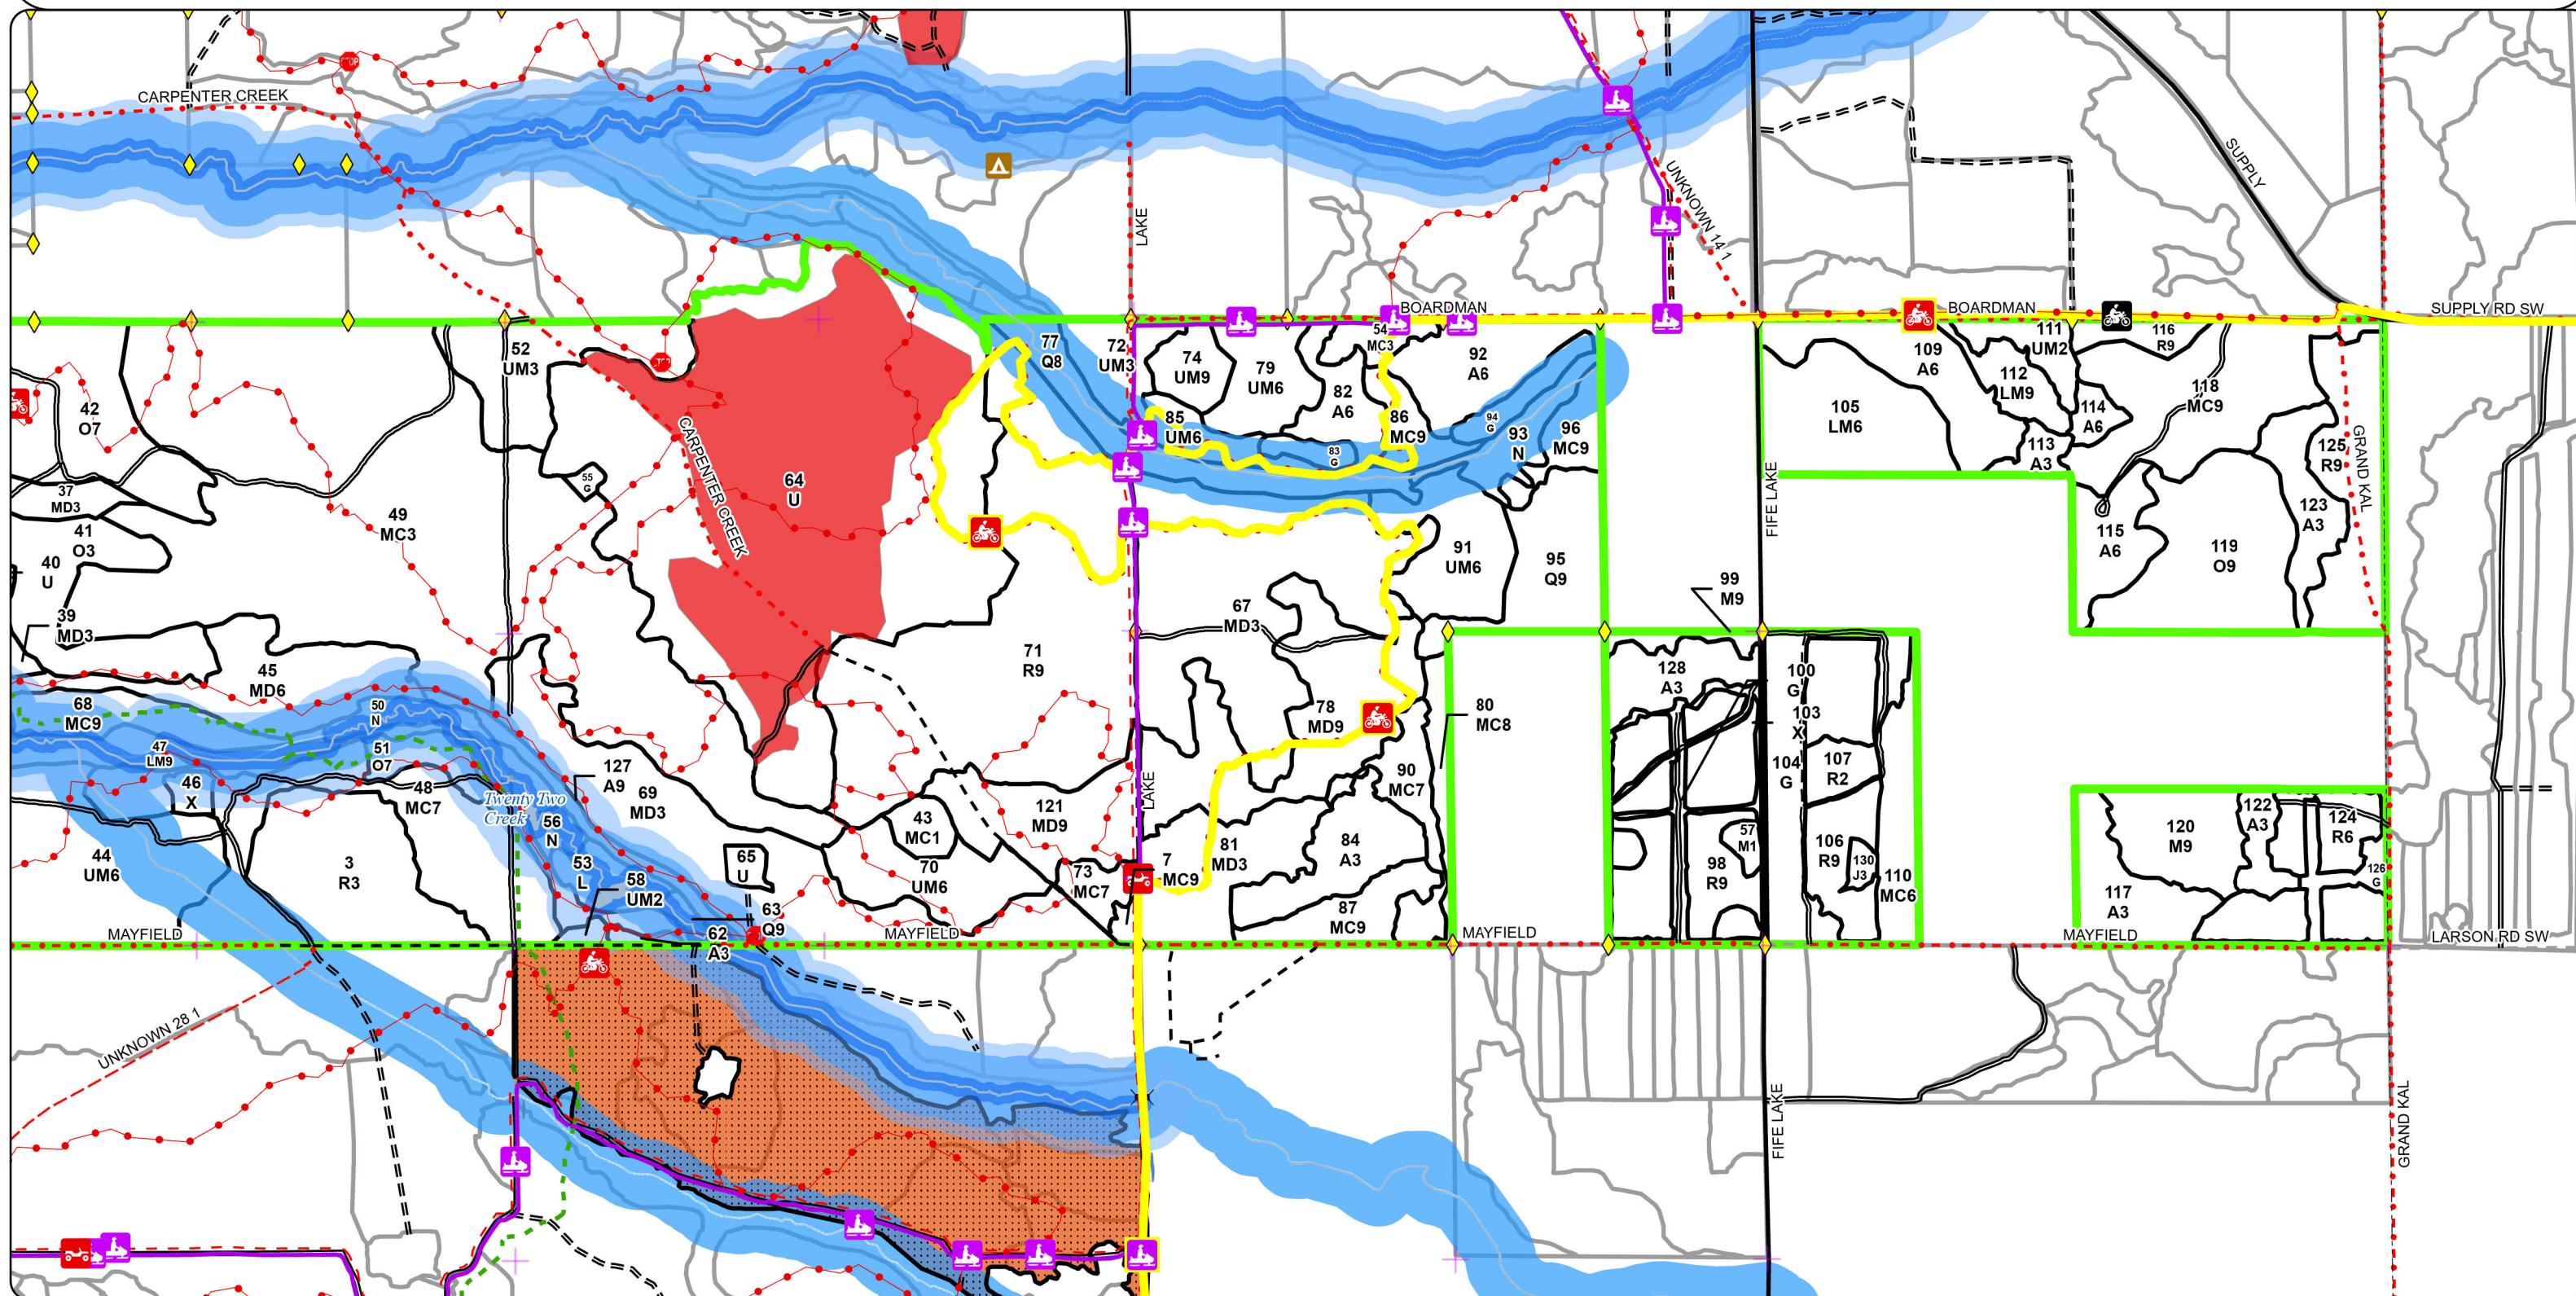 STOP
CARPENTER CREEK
SUPPLY
UNKNOWN 14 1
LAKE
BOARDMAN
BOARDMAN
SUPPLY RD SW
52
UM3
77
Q8
72
UM3
74
UM9
79
UM6
54
MC3
92
A6
82
A6
85
UM6
86
MC9
83
G
94
G
93
N
96
MC9
109
A6
111
UM2
116
R9
112
LM9
118
MC9
105
LM6
114
A6
113
A3
125
R9
GRAND KAL
42
O7
37
MD3
41
O3
40
U
39
MD3
49
MC3
55
G
CARPENTER CREEK
64
U
FIFE LAKE
91
UM6
95
Q9
99
M9
115
A6
119
O9
123
A3
67
MD3
71
R9
45
MD6
68
MC9
50
N
47
LM9
51
O7
46
X
48
MC7
Twenty Two
Creek
127
A9
69
MD3
56
N
53
L
58
UM2
44
UM6
3
R3
65
U
63
Q9
62
A3
43
MC1
121
MD9
70
UM6
73
MC7
7
MC9
LAKE
78
MD9
80
MC8
90
MC7
81
MD3
84
A3
87
MC9
128
A3
100
G
103
X
104
G
107
R2
57
M1
98
R9
106
R9
130
J3
110
MC6
120
M9
122
A3
124
R6
126
G
117
A3
MAYFIELD
MAYFIELD
MAYFIELD
MAYFIELD
LARSON RD SW
UNKNOWN 28 1
FIFE LAKE
GRAND KAL